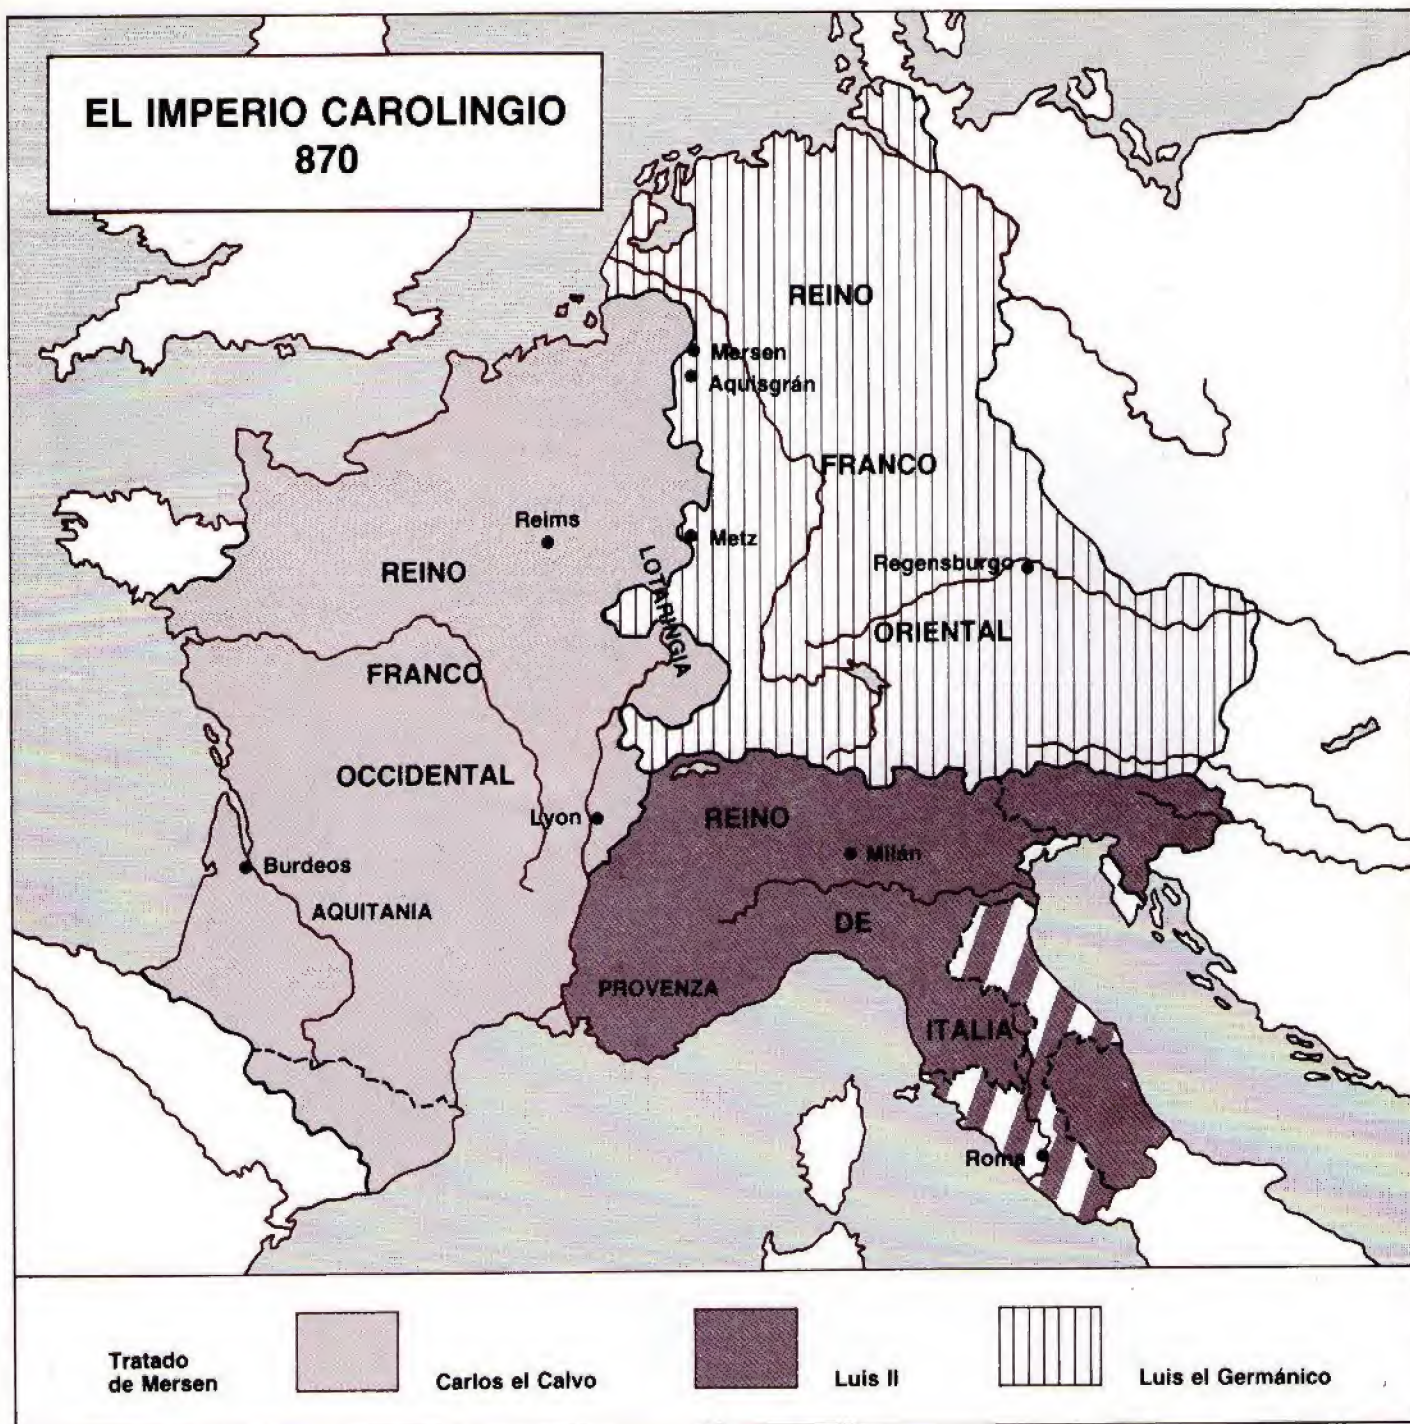 EL IMPERIO CAROLINGIO
870
REINO
Mersen
Aquisgrán
FRANCO
Reims
Metz
LOTARINGIA
REINO
Regensburgo
ORIENTAL
FRANCO
OCCIDENTAL
Lyon
REINO
Milán
Burdeos
AQUITANIA
DE
PROVENZA
ITALIA
Roma
Tratado
de Mersen
Carlos el Calvo
Luis II
Luis el Germánico